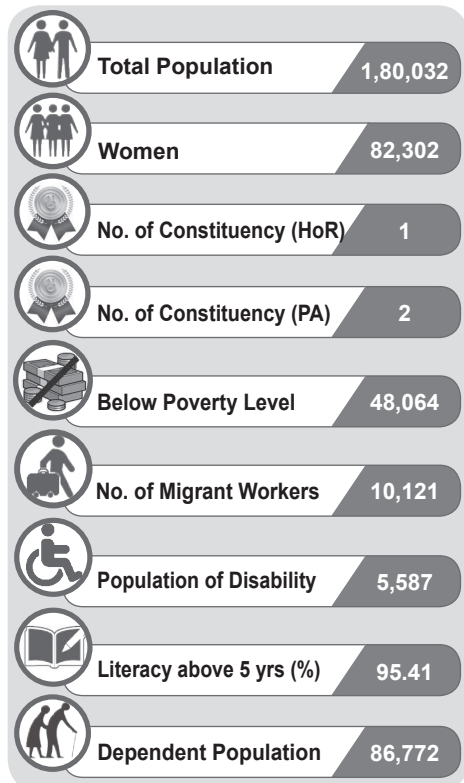 Total Population 1,80,032
Women 82,302
No. of Constituency (HoR) 1
No. of Constituency (PA) 2
Below Poverty Level 48,064
No. of Migrant Workers 10,121
Population of Disability 5,587
Literacy above 5 yrs (%) 95.41
Dependent Population 86,772